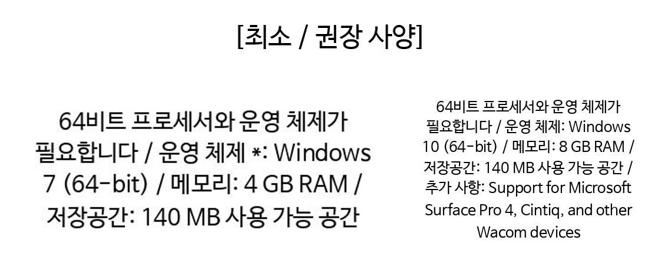 [최소 / 권장 사양]
64비트 프로세서와 운영 체제가
필요합니다 / 운영 체제 *: Windows
7 (64-bit) / 메모리: 4 GB RAM /
저장공간: 140 MB 사용 가능 공간
64비트 프로세서와 운영 체제가
필요합니다 / 운영 체제: Windows
10 (64-bit) / 메모리: 8 GB RAM /
저장공간: 140 MB 사용 가능 공간 /
추가 사항: Support for Microsoft
Surface Pro 4, Cintiq, and other
Wacom devices